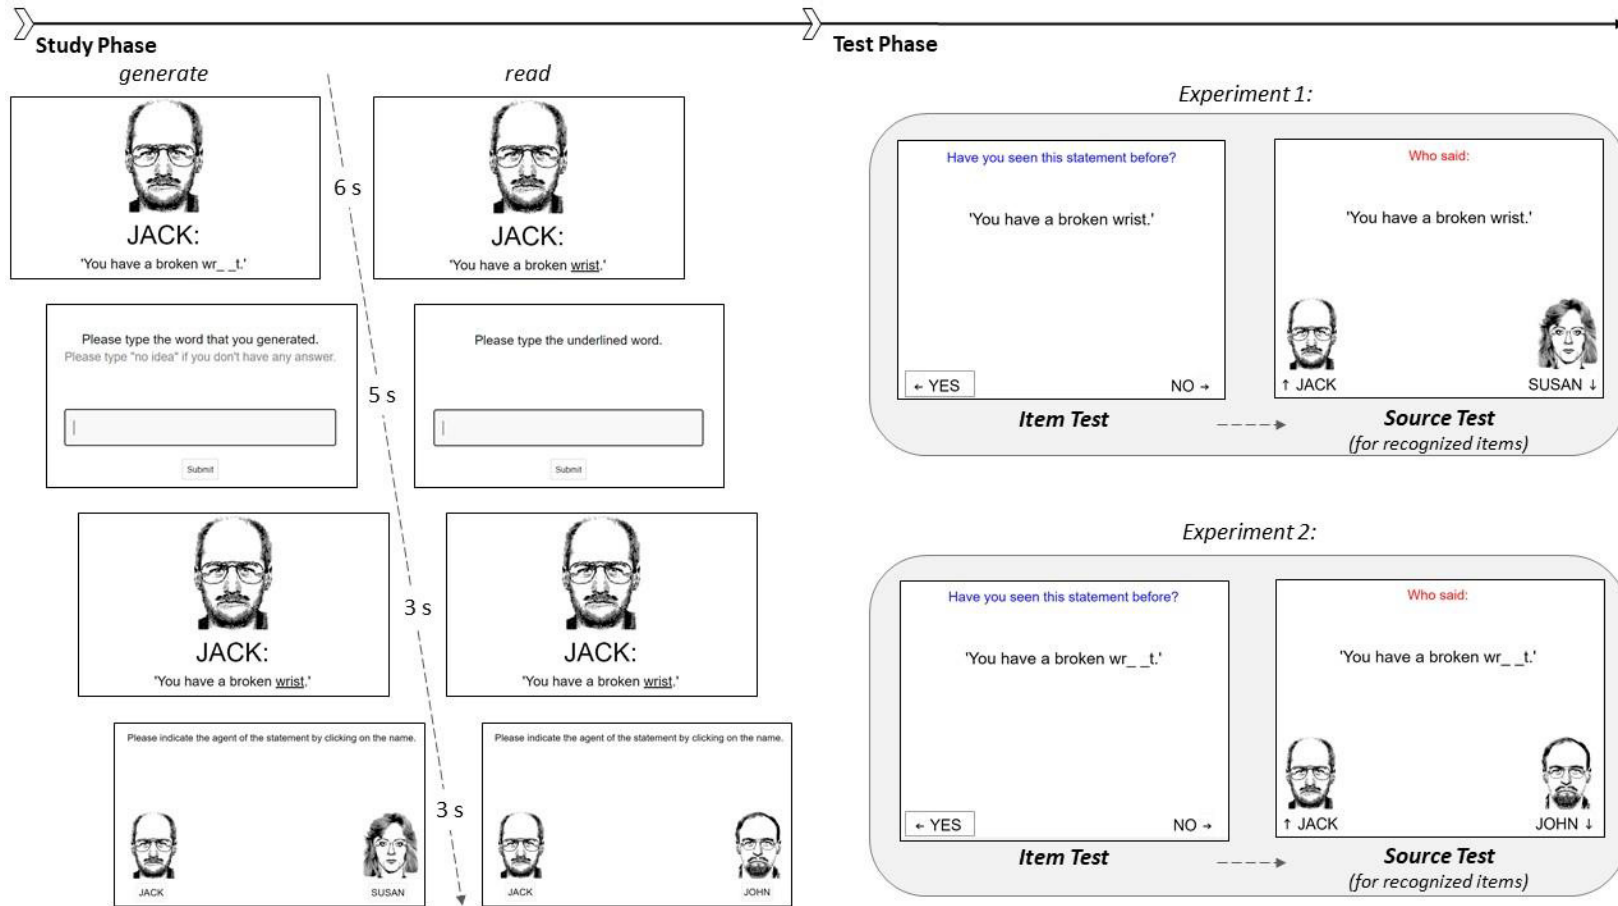 Study Phase
generate
read
JACK:
'You have a broken wr_ _t.'
6 s
JACK:
'You have a broken wrist.'
Please type the word that you generated.
Please type "no idea" if you don't have any answer.
Submit
5 s
Please type the underlined word.
Submit
JACK:
'You have a broken wrist.'
3 s
JACK:
'You have a broken wrist.'
Please indicate the agent of the statement by clicking on the name.
JACK
SUSAN
3 s
Please indicate the agent of the statement by clicking on the name.
JACK
JOHN
Test Phase
Experiment 1:
Have you seen this statement before?
'You have a broken wrist.'
← YES
NO →
Item Test
Who said:
'You have a broken wrist.'
↑ JACK
SUSAN ↓
Source Test
(for recognized items)
Experiment 2:
Have you seen this statement before?
'You have a broken wr_ _t.'
← YES
NO →
Item Test
Who said:
'You have a broken wr_ _t.'
↑ JACK
JOHN ↓
Source Test
(for recognized items)